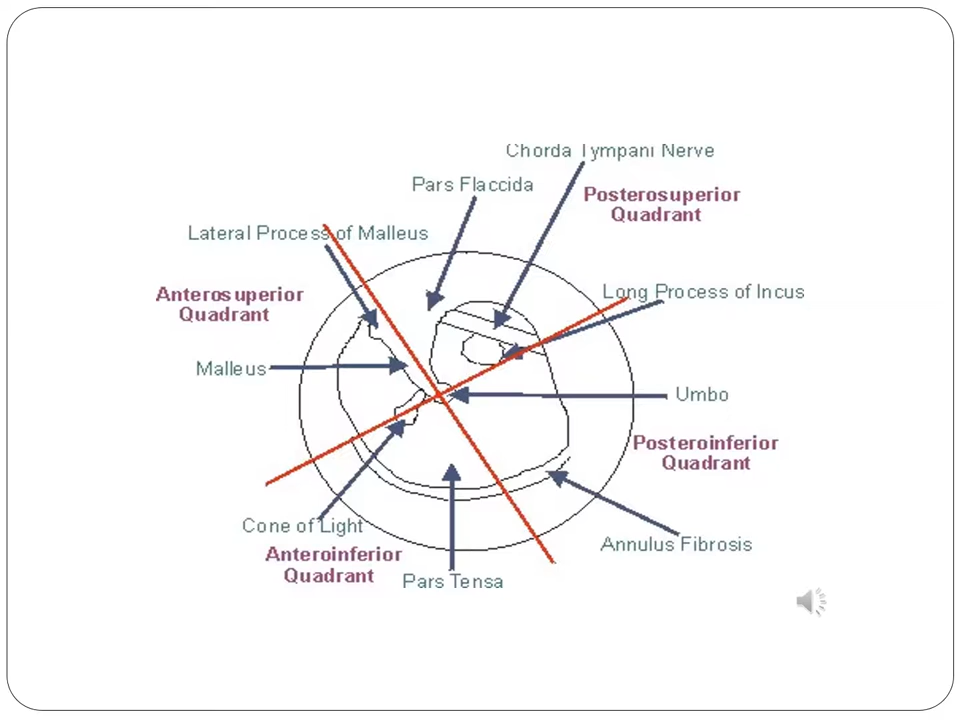 Chorda Tympani Nerve
Pars Flaccida
Posterosuperior
Quadrant
Lateral Process of Malleus
Anterosuperior
Quadrant
Long Process of Incus
Malleus
Umbo
Posteroinferior
Quadrant
Cone of Light
Annulus Fibrosis
Anteroinferior
Quadrant
Pars Tensa